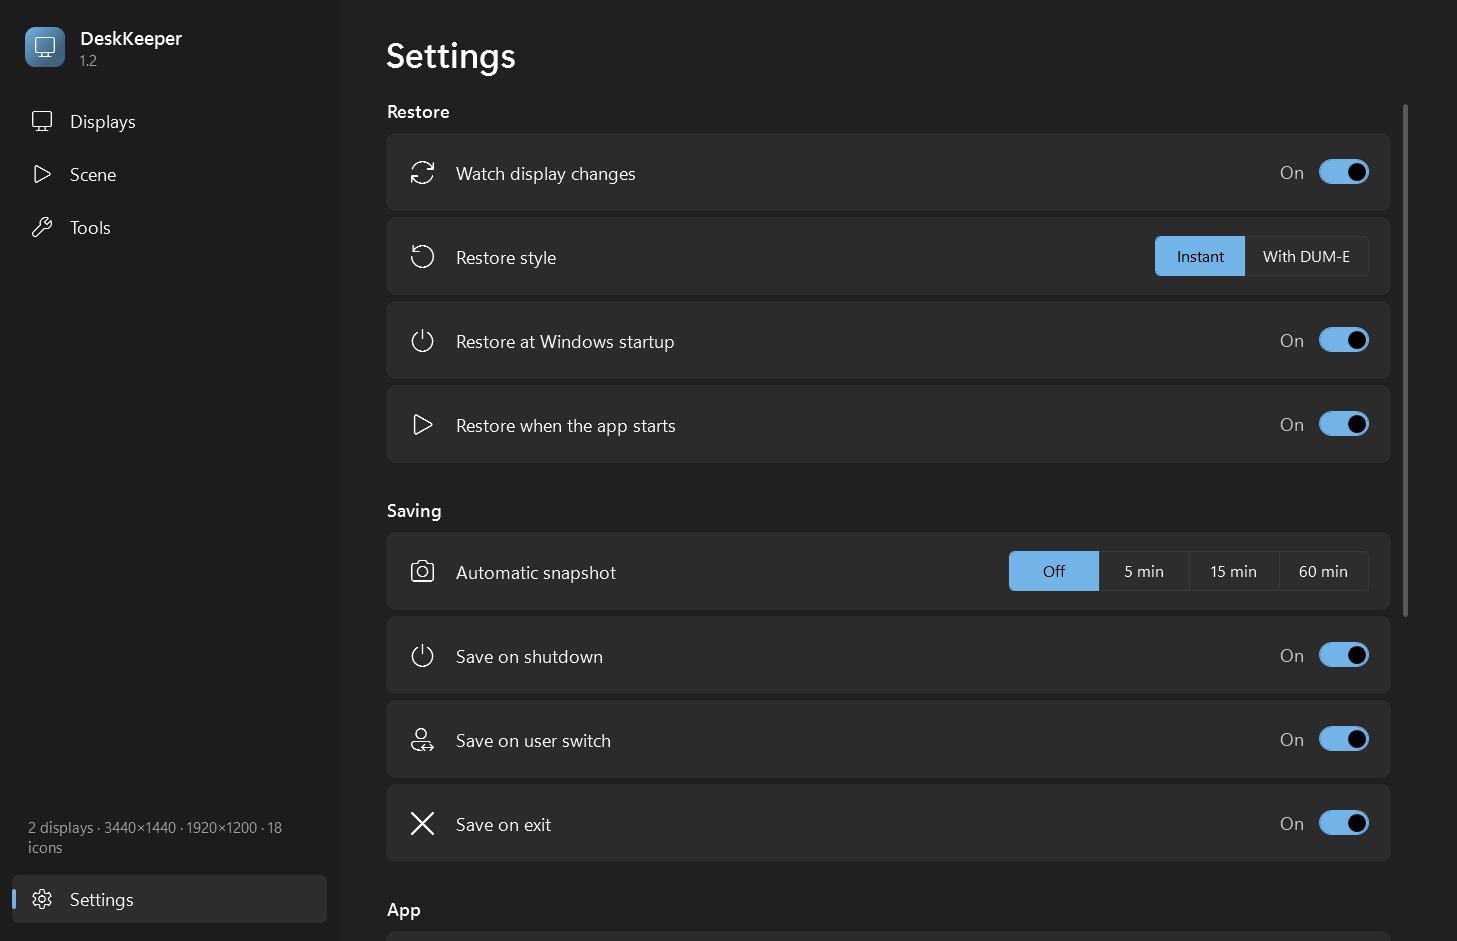 DeskKeeper
1.2
Displays
Scene
Tools
2 displays · 3440×1440 · 1920×1200 · 18
icons
Settings
Settings
Restore
Watch display changes
On
Restore style
Instant
With DUM-E
Restore at Windows startup
On
Restore when the app starts
On
Saving
Automatic snapshot
Off
5 min
15 min
60 min
Save on shutdown
On
Save on user switch
On
Save on exit
On
App